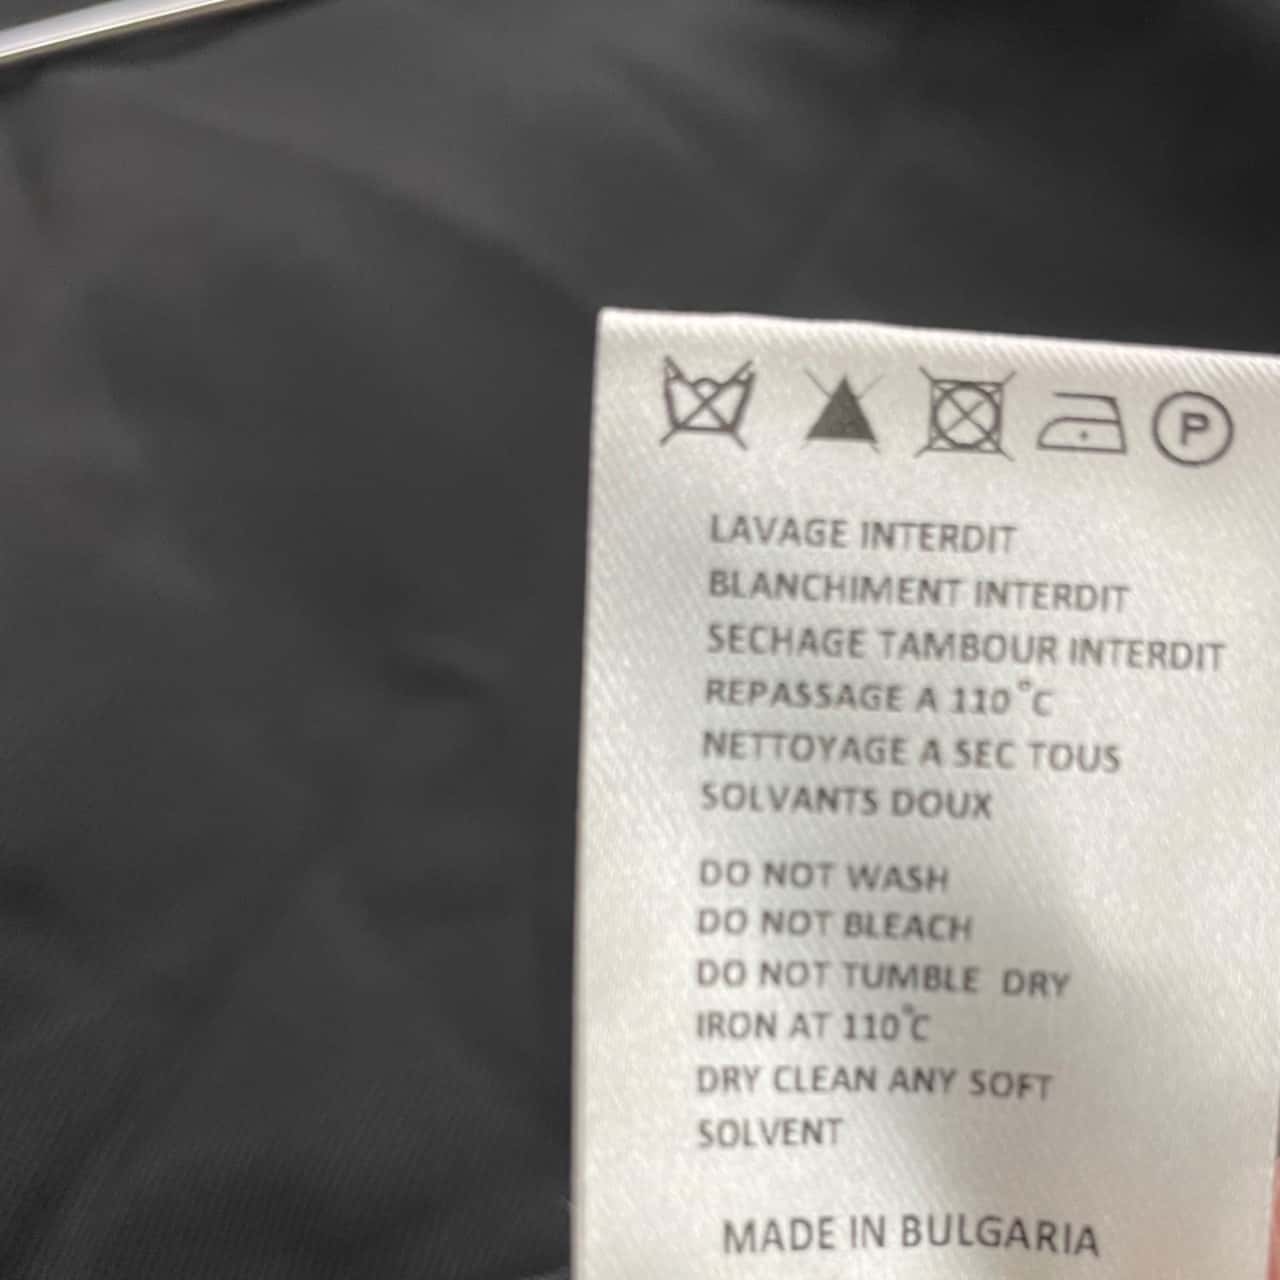 P
LAVAGE INTERDIT
BLANCHIMENT INTERDIT
SECHAGE TAMBOUR INTERDIT
REPASSAGE A 110°C
NETTOYAGE A SEC TOUS
SOLVANTS DOUX
DO NOT WASH
DO NOT BLEACH
DO NOT TUMBLE DRY
IRON AT 110°C
DRY CLEAN ANY SOFT
SOLVENT
MADE IN BULGARIA